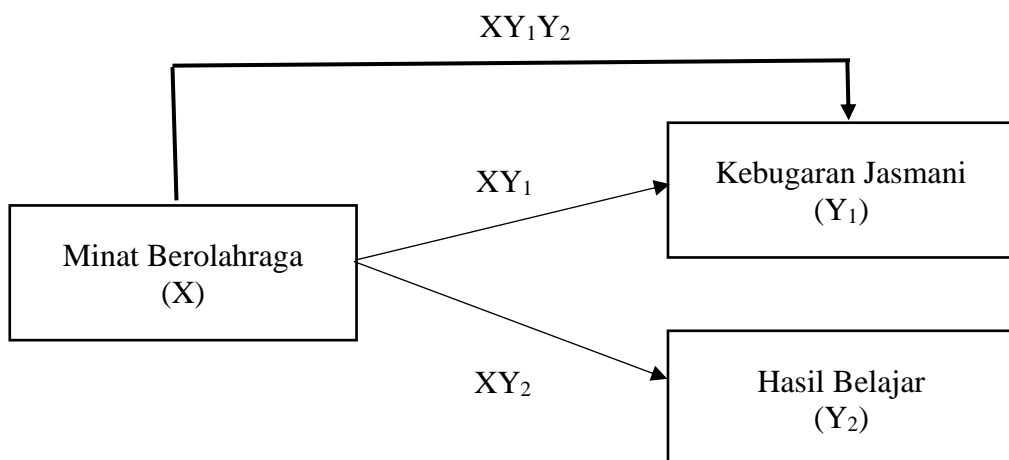 XY₁Y₂
XY₁
Kebugaran Jasmani
(Y₁)
Minat Berolahraga
(X)
XY₂
Hasil Belajar
(Y₂)